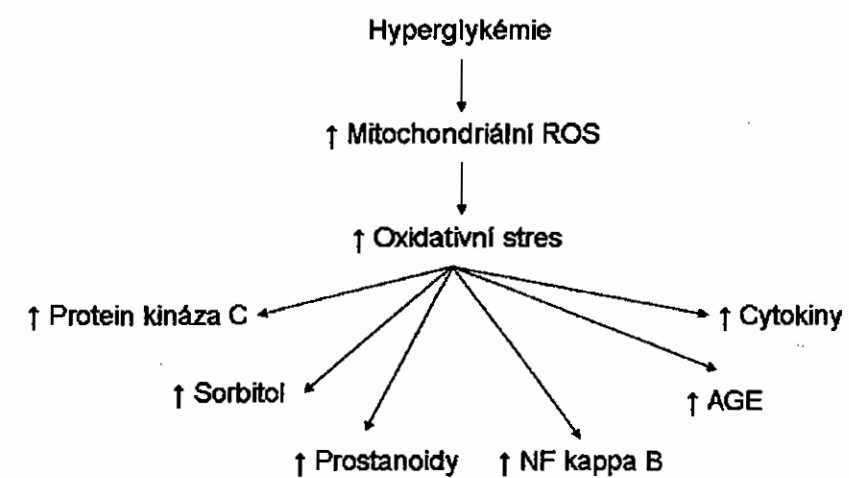 Hyperglykémie
↑ Mitochondriální ROS
↑ Oxidativní stres
↑ Protein kináza C
↑ Cytokiny
↑ Sorbitol
↑ AGE
↑ Prostanoidy
↑ NF kappa B